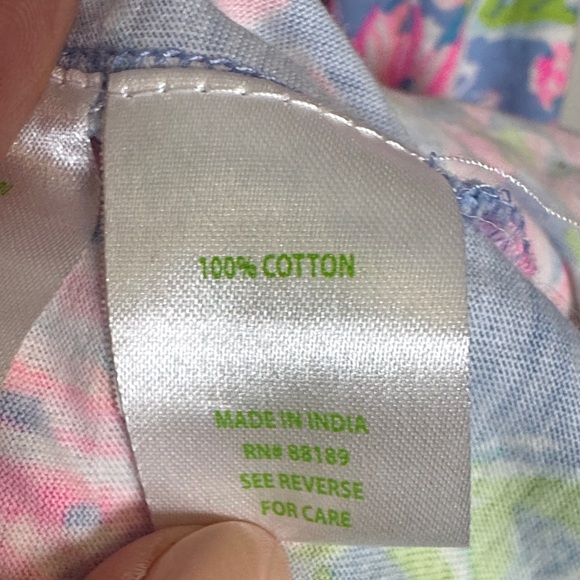 100% COTTON
MADE IN INDIA
RN# 88189
SEE REVERSE
FOR CARE